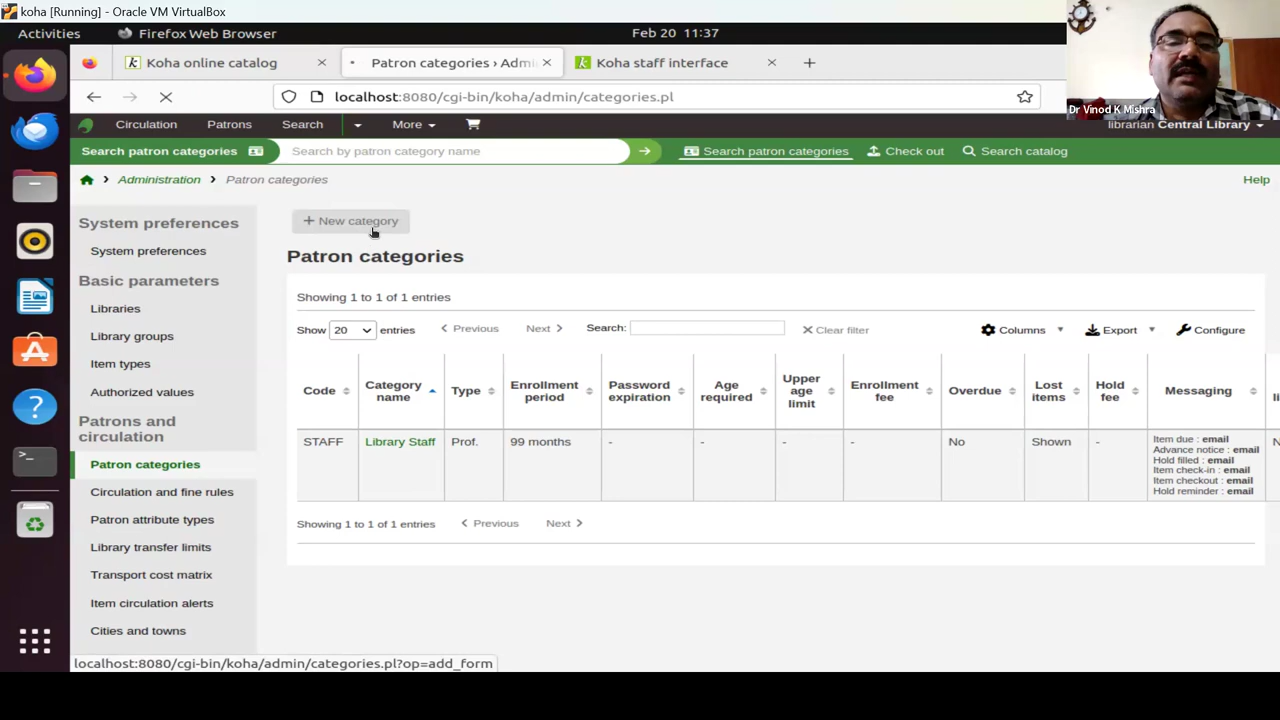 koha [Running] - Oracle VM VirtualBox
Activities Firefox Web Browser Feb 20 11:37
Koha online catalog Patron categories › Admi Koha staff interface
localhost:8080/cgi-bin/koha/admin/categories.pl
Dr Vinod K Mishra
Circulation Patrons Search More librarian Central Library
Search patron categories Search by patron category name Search patron categories Check out Search catalog
Administration Patron categories Help
System preferences
System preferences
Basic parameters
Libraries
Library groups
Item types
Authorized values
Patrons and
circulation
Patron categories
Circulation and fine rules
Patron attribute types
Library transfer limits
Transport cost matrix
Item circulation alerts
Cities and towns
+ New category
Patron categories
Showing 1 to 1 of 1 entries
Show 20 entries Previous Next Search: Clear filter Columns Export Configure
Code Category name Type Enrollment period Password expiration Age required Upper age limit Enrollment fee Overdue Lost items Hold fee Messaging
STAFF Library Staff Prof. 99 months - - - - No Shown - Item due : email
Advance notice : email
Hold filled : email
Item check-in : email
Item checkout : email
Hold reminder : email
Showing 1 to 1 of 1 entries Previous Next
localhost:8080/cgi-bin/koha/admin/categories.pl?op=add_form